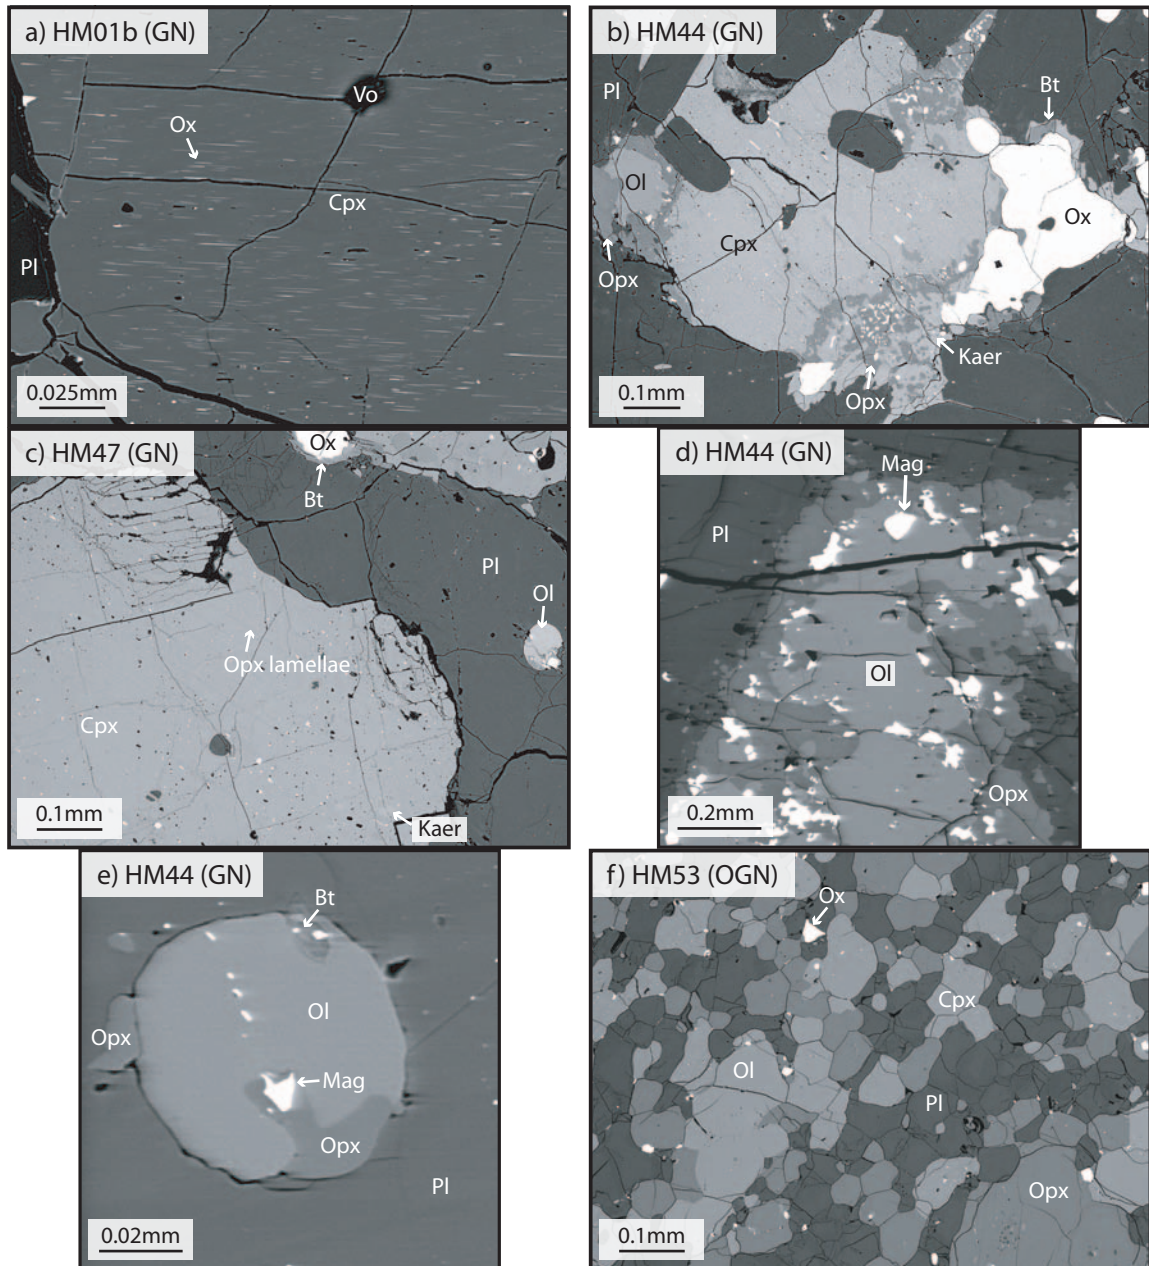 a) HM01b (GN)
Vo
Ox
Cpx
Pl
0.025mm
b) HM44 (GN)
Pl
Bt
Ol
Ox
Cpx
Opx
Kaer
Opx
0.1mm
c) HM47 (GN)
Ox
Bt
Pl
Ol
Opx lamellae
Cpx
Kaer
0.1mm
d) HM44 (GN)
Mag
Pl
Ol
Opx
0.2mm
e) HM44 (GN)
Bt
Ol
Opx
Mag
Opx
Pl
0.02mm
f) HM53 (OGN)
Ox
Cpx
Ol
Pl
Opx
0.1mm